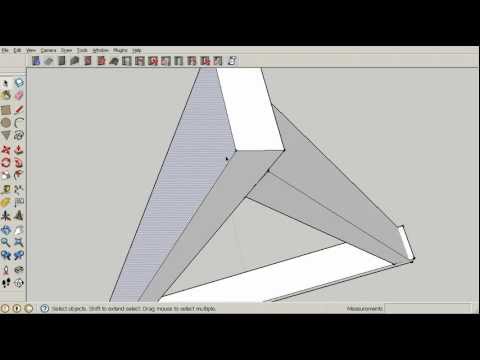 File Edit View Camera Draw Tools Window Plugins Help
Select objects. Shift to extend select. Drag mouse to select multiple.
Measurements